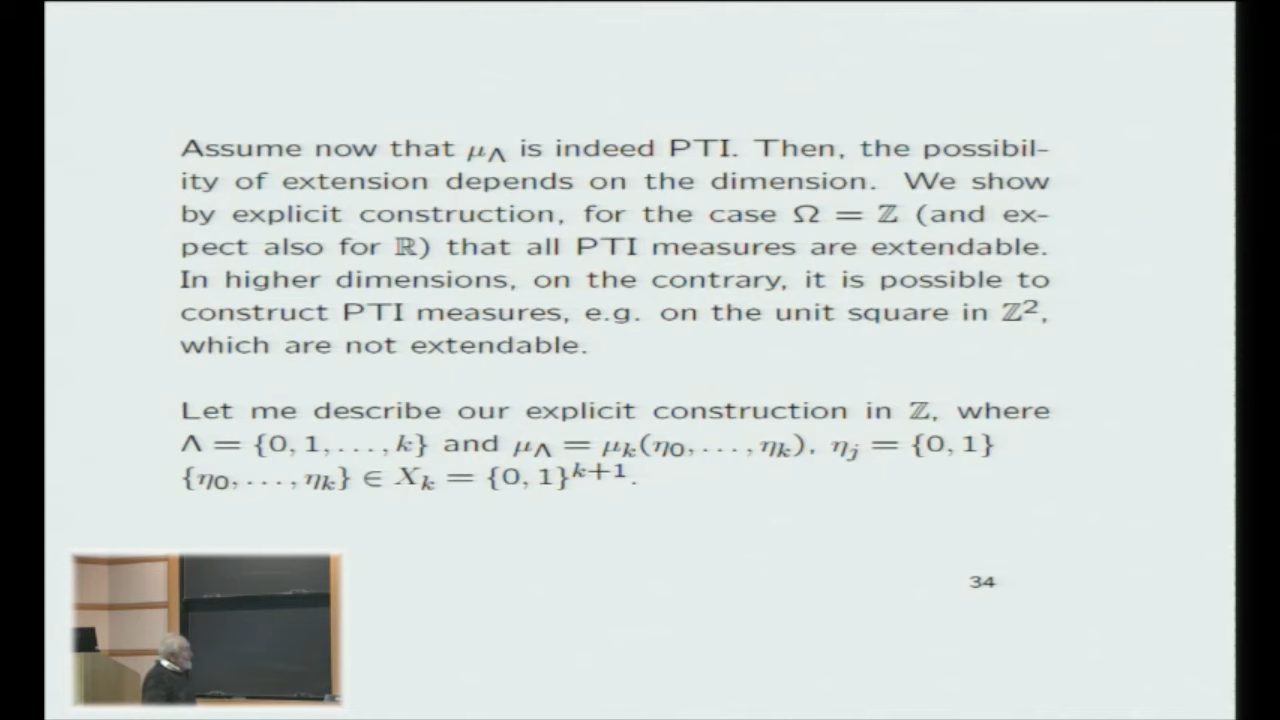 Assume now that μ_Λ is indeed PTI. Then, the possibil-
ity of extension depends on the dimension. We show
by explicit construction, for the case Ω = ℤ (and ex-
pect also for ℝ) that all PTI measures are extendable.
In higher dimensions, on the contrary, it is possible to
construct PTI measures, e.g. on the unit square in ℤ²,
which are not extendable.
Let me describe our explicit construction in ℤ, where
Λ = {0, 1, . . . , k} and μ_Λ = μ_k(η_0, . . . , η_k), η_j = {0, 1}
{η_0, . . . , η_k} ∈ X_k = {0, 1}^{k+1}.
34